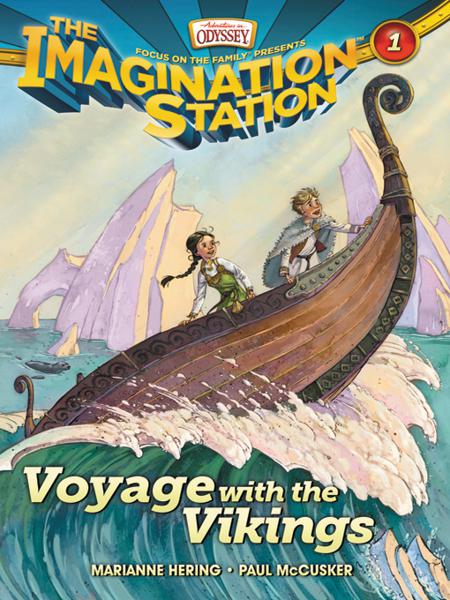 Adventures in
ODYSSEY
FOCUS ON THE FAMILY® PRESENTS
THE
IMAGINATION
STATION™
1
Voyage with the
Vikings
MARIANNE HERING • PAUL McCUSKER